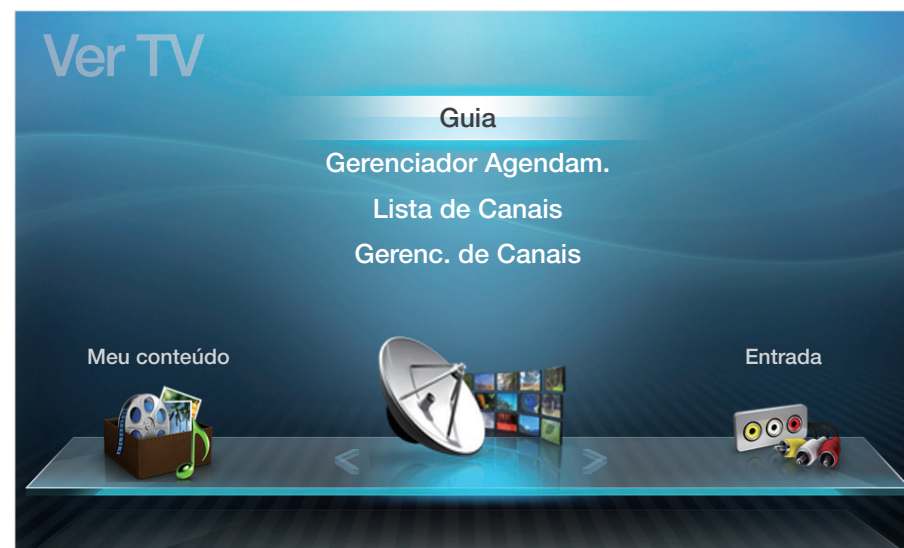 Ver TV
Guia
Gerenciador Agendam.
Lista de Canais
Gerenc. de Canais
Meu conteúdo
Entrada
< >